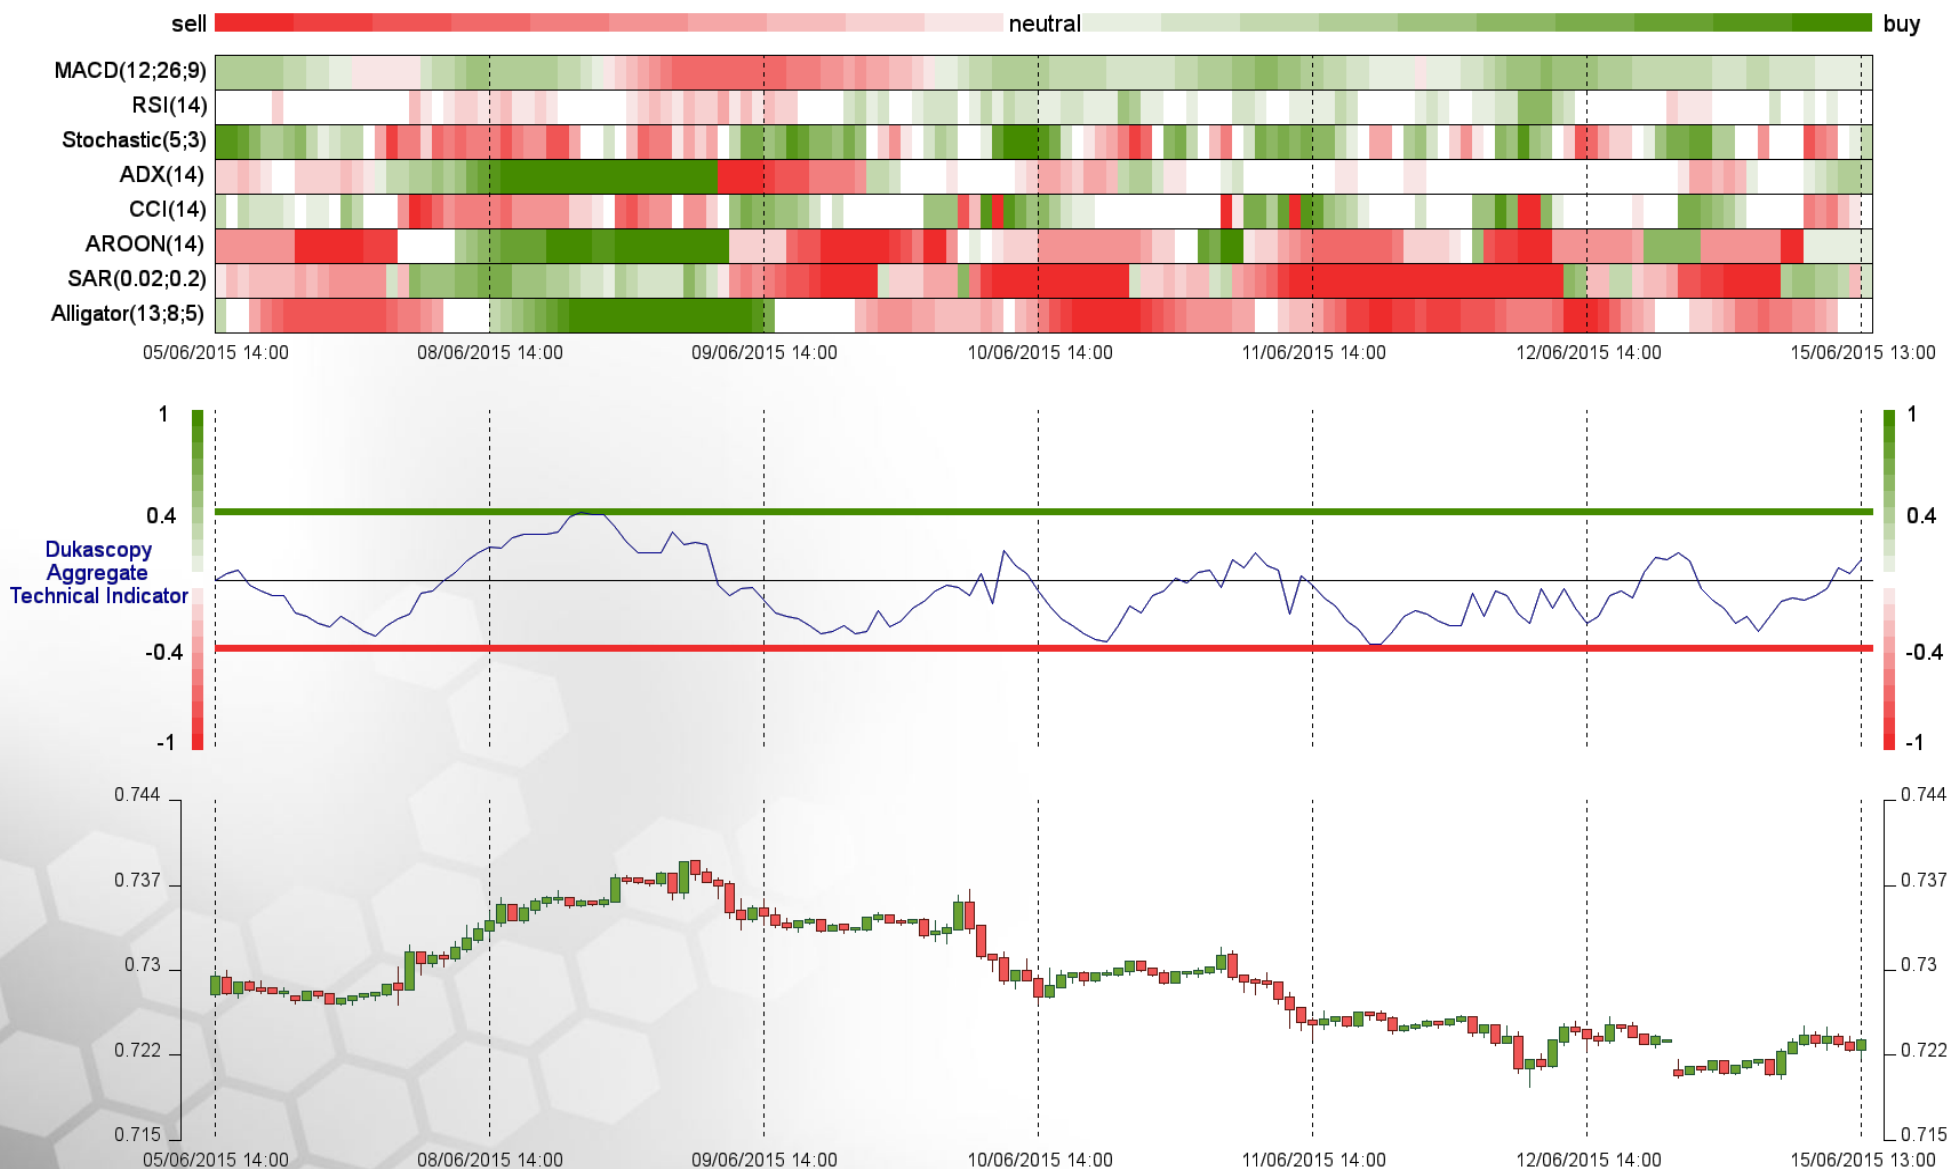 sell neutral buy
MACD(12;26;9)
RSI(14)
Stochastic(5;3)
ADX(14)
CCI(14)
AROON(14)
SAR(0.02;0.2)
Alligator(13;8;5)
05/06/2015 14:00 08/06/2015 14:00 09/06/2015 14:00 10/06/2015 14:00 11/06/2015 14:00 12/06/2015 14:00 15/06/2015 13:00
1 1
0.4 0.4
Dukascopy
Aggregate
Technical Indicator
-0.4 -0.4
-1 -1
0.744 0.744
0.737 0.737
0.73 0.73
0.722 0.722
0.715 0.715
05/06/2015 14:00 08/06/2015 14:00 09/06/2015 14:00 10/06/2015 14:00 11/06/2015 14:00 12/06/2015 14:00 15/06/2015 13:00